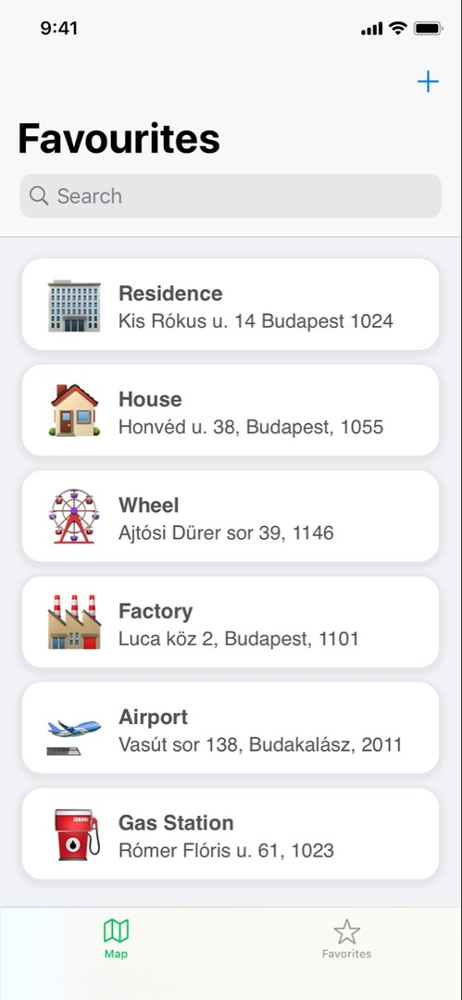 9:41
Favourites
Search
Residence
Kis Rókus u. 14 Budapest 1024
House
Honvéd u. 38, Budapest, 1055
Wheel
Ajtósi Dürer sor 39, 1146
Factory
Luca köz 2, Budapest, 1101
Airport
Vasút sor 138, Budakalász, 2011
Gas Station
Rómer Flóris u. 61, 1023
Map
Favorites